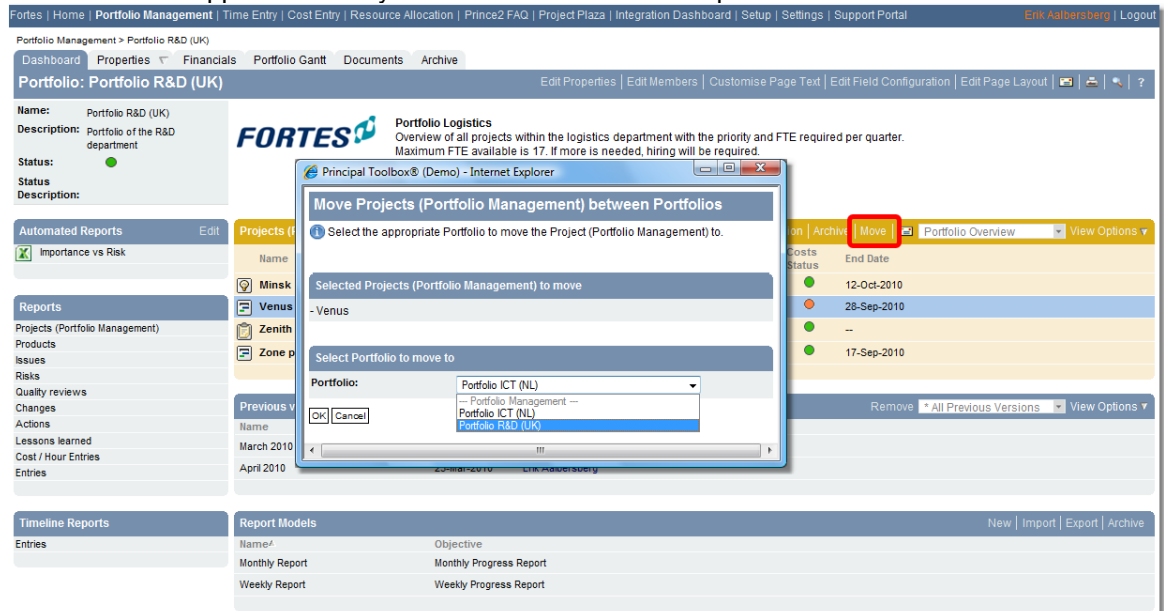 Fortes | Home | Portfolio Management | Time Entry | Cost Entry | Resource Allocation | Prince2 FAQ | Project Plaza | Integration Dashboard | Setup | Settings | Support Portal Erik Aalbersberg | Logout
Portfolio Management > Portfolio R&D (UK)
Dashboard Properties Financials Portfolio Gantt Documents Archive
Portfolio: Portfolio R&D (UK) Edit Properties | Edit Members | Customise Page Text | Edit Field Configuration | Edit Page Layout | ?
Name: Portfolio R&D (UK)
Description: Portfolio of the R&D
department
Status:
Status
Description:
FORTES
Portfolio Logistics
Overview of all projects within the logistics department with the priority and FTE required per quarter.
Maximum FTE available is 17. If more is needed, hiring will be required.
Principal Toolbox® (Demo) - Internet Explorer
Move Projects (Portfolio Management) between Portfolios
Select the appropriate Portfolio to move the Project (Portfolio Management) to.
Selected Projects (Portfolio Management) to move
- Venus
Select Portfolio to move to
Portfolio: Portfolio ICT (NL)
--- Portfolio Management ---
Portfolio ICT (NL)
Portfolio R&D (UK)
OK Cancel
Automated Reports Edit
Importance vs Risk
Reports
Projects (Portfolio Management)
Products
Issues
Risks
Quality reviews
Changes
Actions
Lessons learned
Cost / Hour Entries
Entries
Timeline Reports
Entries
Archive | Move | Portfolio Overview View Options
Name Costs
Status End Date
Minsk 12-Oct-2010
Venus 28-Sep-2010
Zenith --
Zone 17-Sep-2010
Previous Remove * All Previous Versions View Options
Name
March 2010
April 2010 Erik Aalbersberg
Report Models New | Import | Export | Archive
Name Objective
Monthly Report Monthly Progress Report
Weekly Report Weekly Progress Report